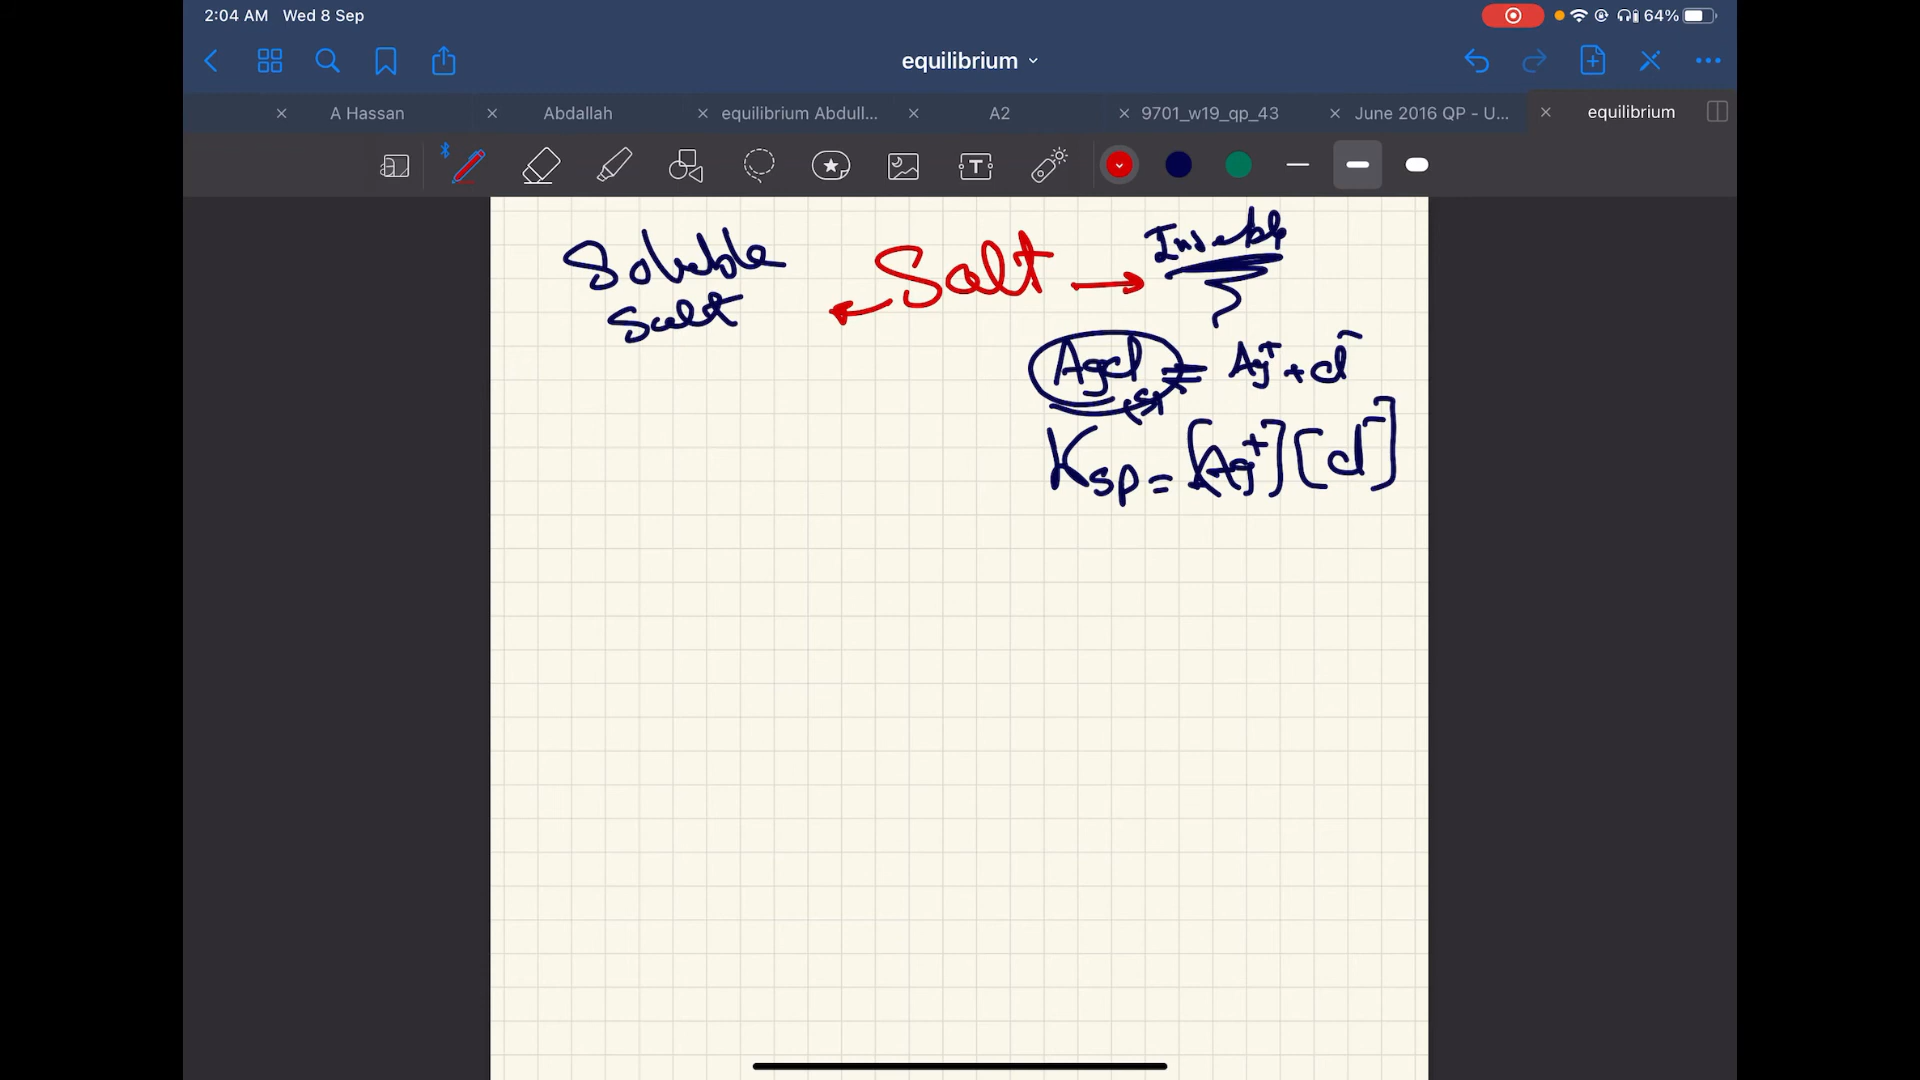 2:04 AM Wed 8 Sep 64%
equilibrium
A Hassan Abdallah equilibrium Abdull... A2 9701_w19_qp_43 June 2016 QP - U... equilibrium
Soluble
Salt
Salt →
AgCl (s) ⇌ Ag⁺ + Cl⁻
Ksp = [Ag⁺] [Cl⁻]